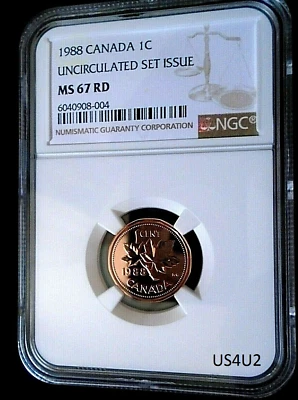 1988 CANADA 1C
UNCIRCULATED SET ISSUE
MS 67 RD
6040908-004
NUMISMATIC GUARANTY CORPORATION
NGC
1 CENT
1988
CANADA
US4U2